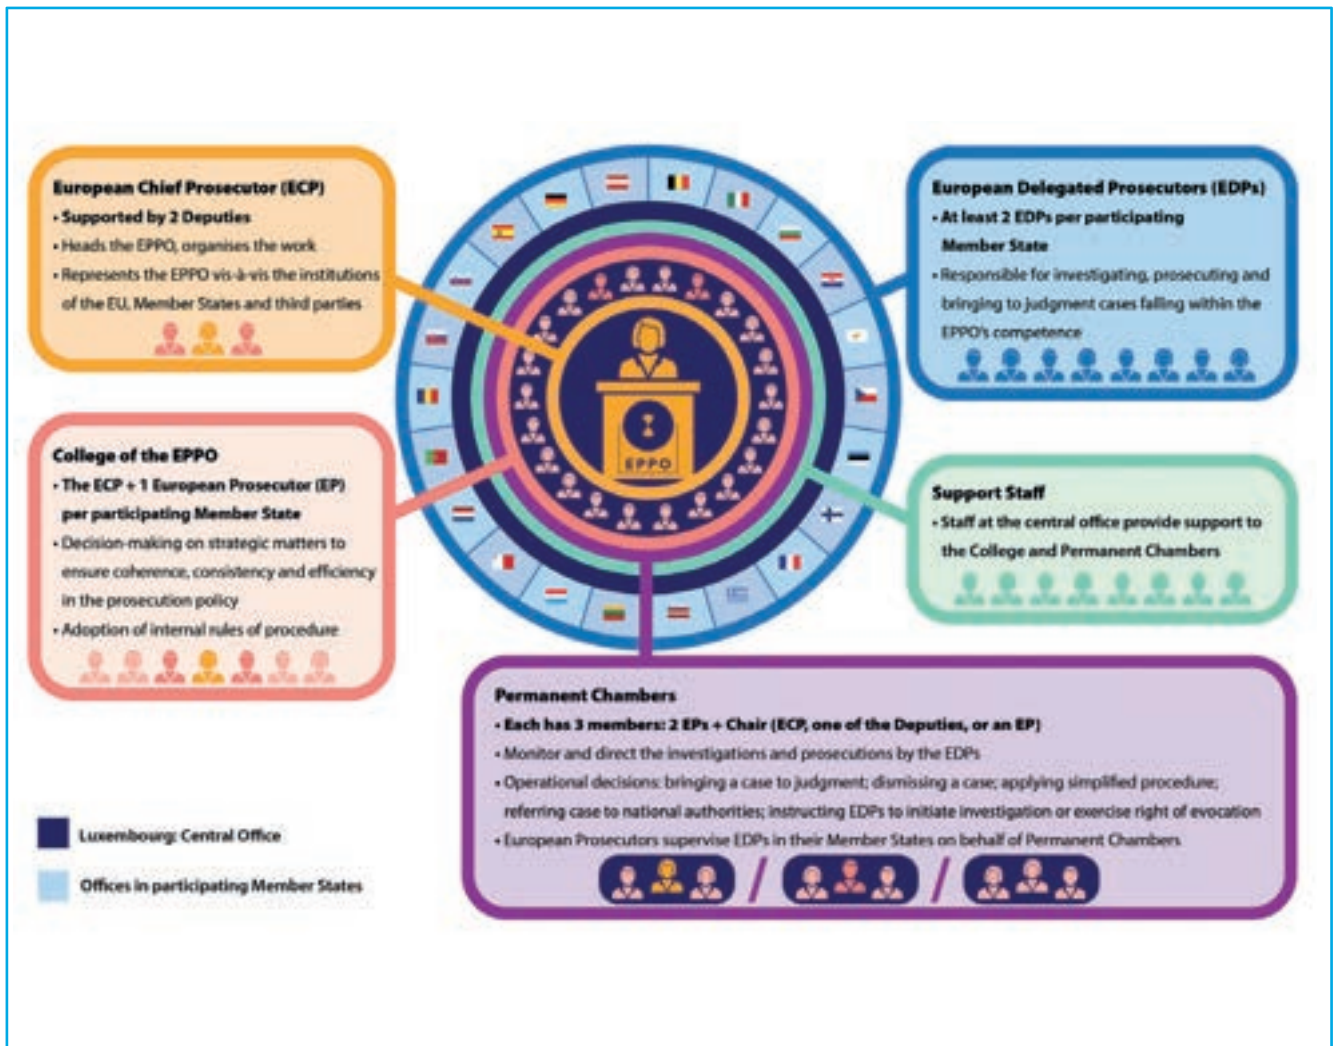 European Chief Prosecutor (ECP)
• Supported by 2 Deputies
• Heads the EPPO, organises the work
• Represents the EPPO vis-à-vis the institutions
of the EU, Member States and third parties
College of the EPPO
• The ECP + 1 European Prosecutor (EP)
per participating Member State
• Decision-making on strategic matters to
ensure coherence, consistency and efficiency
in the prosecution policy
• Adoption of internal rules of procedure
EPPO
European Delegated Prosecutors (EDPs)
• At least 2 EDPs per participating
Member State
• Responsible for investigating, prosecuting and
bringing to judgment cases falling within the
EPPO's competence
Support Staff
• Staff at the central office provide support to
the College and Permanent Chambers
Permanent Chambers
• Each has 3 members: 2 EPs + Chair (ECP, one of the Deputies, or an EP)
• Monitor and direct the investigations and prosecutions by the EDPs
• Operational decisions: bringing a case to judgment; dismissing a case; applying simplified procedure;
referring case to national authorities; instructing EDPs to initiate investigation or exercise right of evocation
• European Prosecutors supervise EDPs in their Member States on behalf of Permanent Chambers
Luxembourg: Central Office
Offices in participating Member States